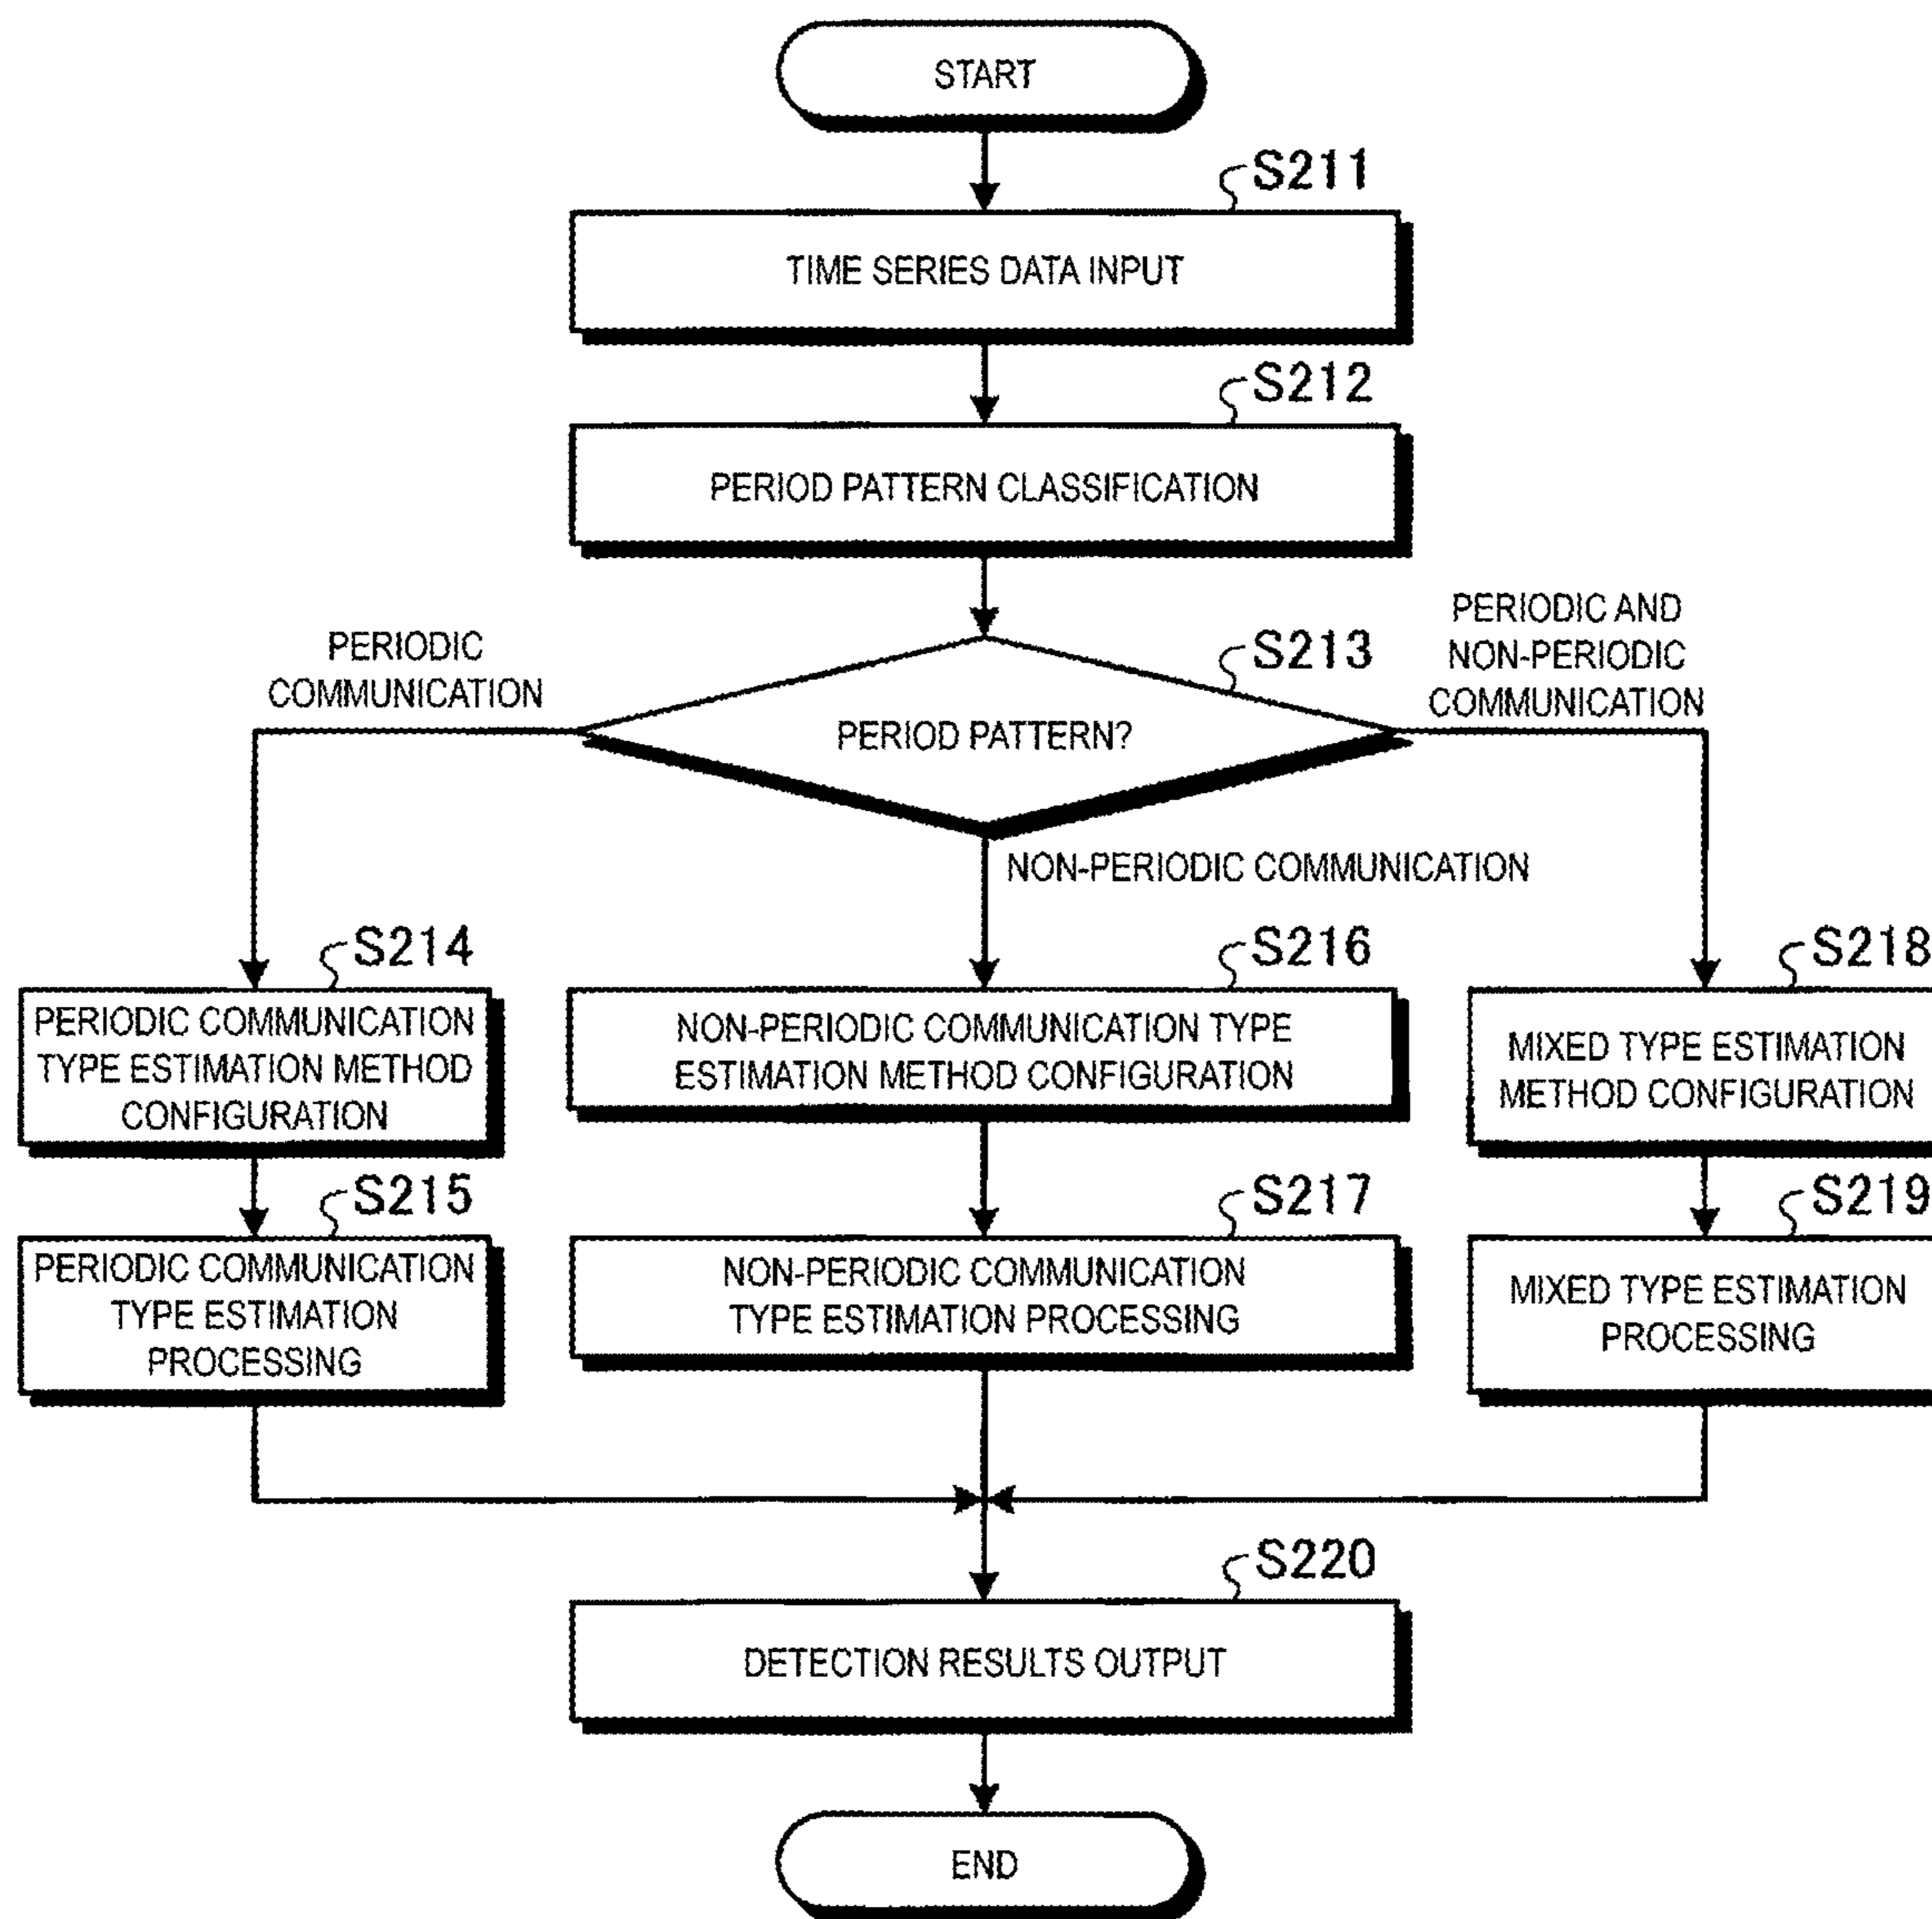 START
S211
TIME SERIES DATA INPUT
S212
PERIOD PATTERN CLASSIFICATION
S213
PERIOD PATTERN?
PERIODIC
COMMUNICATION
PERIODIC AND
NON-PERIODIC
COMMUNICATION
NON-PERIODIC COMMUNICATION
S214
PERIODIC COMMUNICATION
TYPE ESTIMATION METHOD
CONFIGURATION
S216
NON-PERIODIC COMMUNICATION TYPE
ESTIMATION METHOD CONFIGURATION
S218
MIXED TYPE ESTIMATION
METHOD CONFIGURATION
S215
PERIODIC COMMUNICATION
TYPE ESTIMATION
PROCESSING
S217
NON-PERIODIC COMMUNICATION
TYPE ESTIMATION PROCESSING
S219
MIXED TYPE ESTIMATION
PROCESSING
S220
DETECTION RESULTS OUTPUT
END